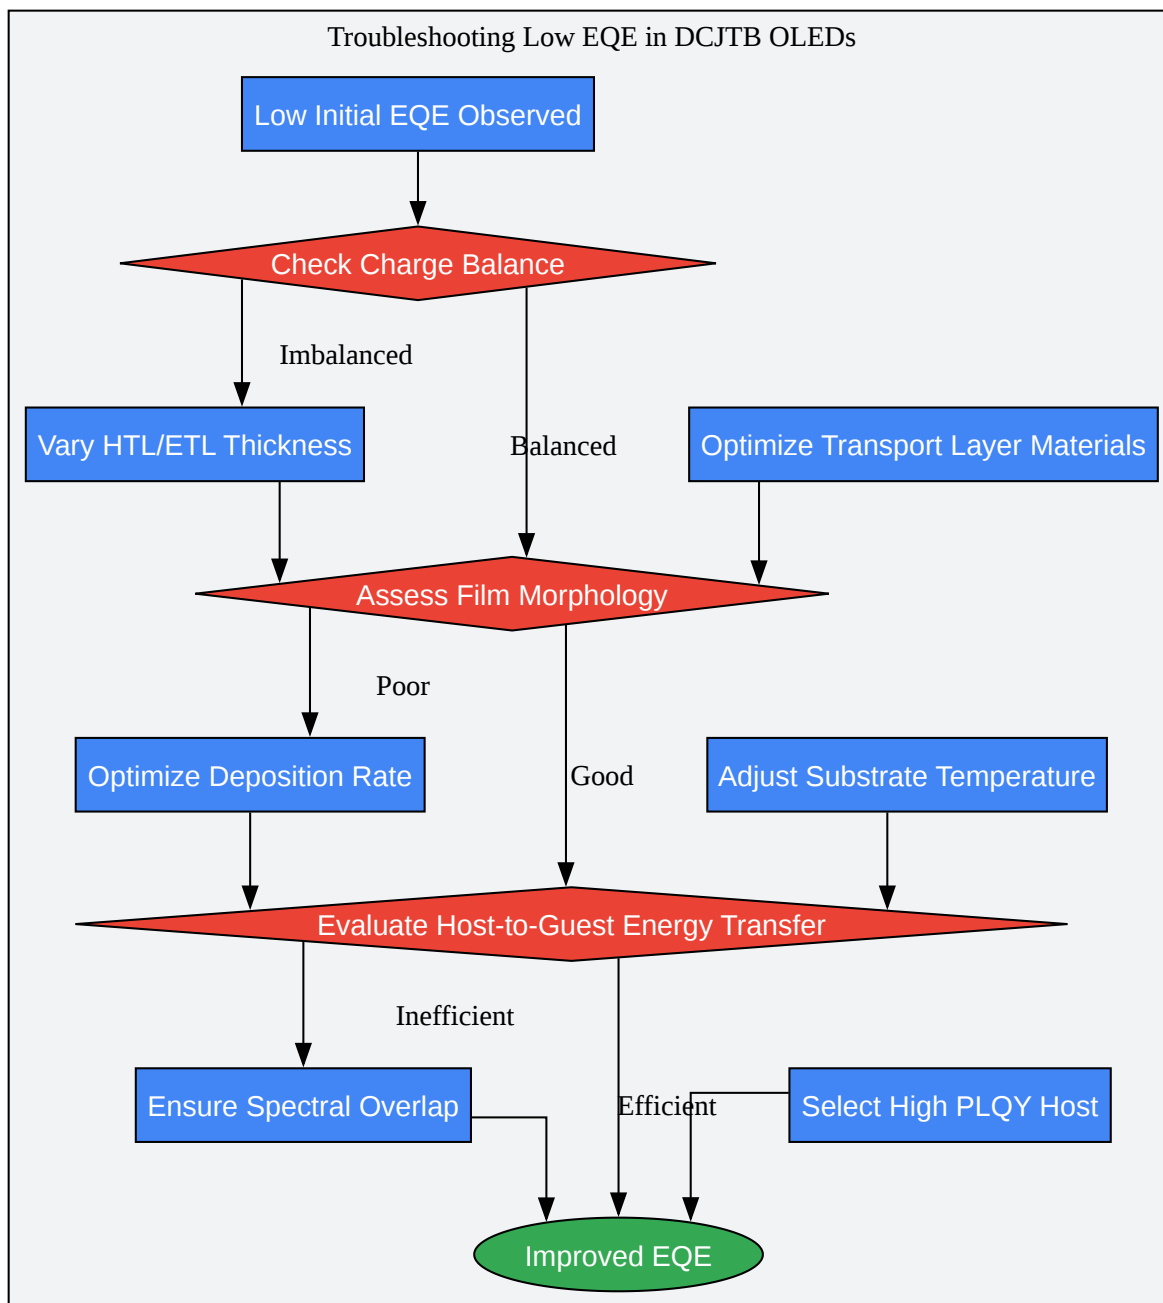 Troubleshooting Low EQE in DCJTB OLEDs
Low Initial EQE Observed
Check Charge Balance
Imbalanced
Vary HTL/ETL Thickness
Balanced
Optimize Transport Layer Materials
Assess Film Morphology
Poor
Optimize Deposition Rate
Good
Adjust Substrate Temperature
Evaluate Host-to-Guest Energy Transfer
Inefficient
Ensure Spectral Overlap
Efficient
Select High PLQY Host
Improved EQE